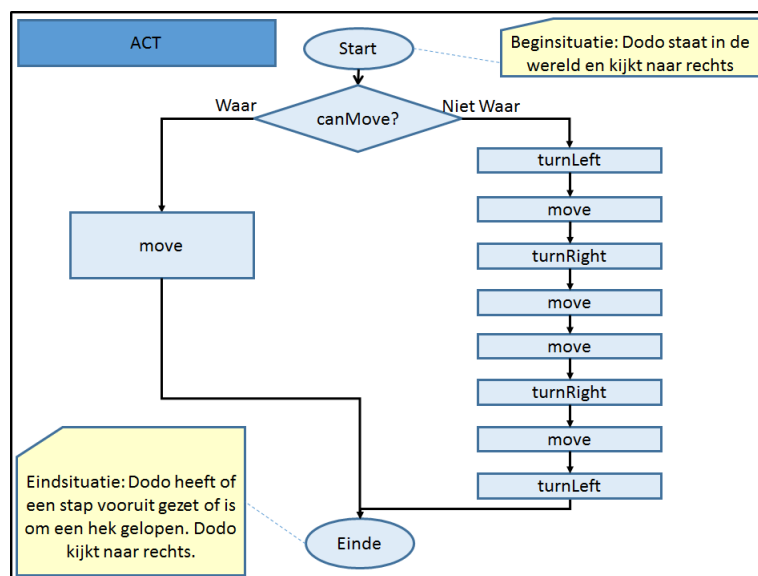 ACT
Start
Beginsituatie: Dodo staat in de
wereld en kijkt naar rechts
Waar
canMove?
Niet Waar
turnLeft
move
turnRight
move
move
move
turnRight
move
turnLeft
Eindsituatie: Dodo heeft of
een stap vooruit gezet of is
om een hek gelopen. Dodo
kijkt naar rechts.
Einde